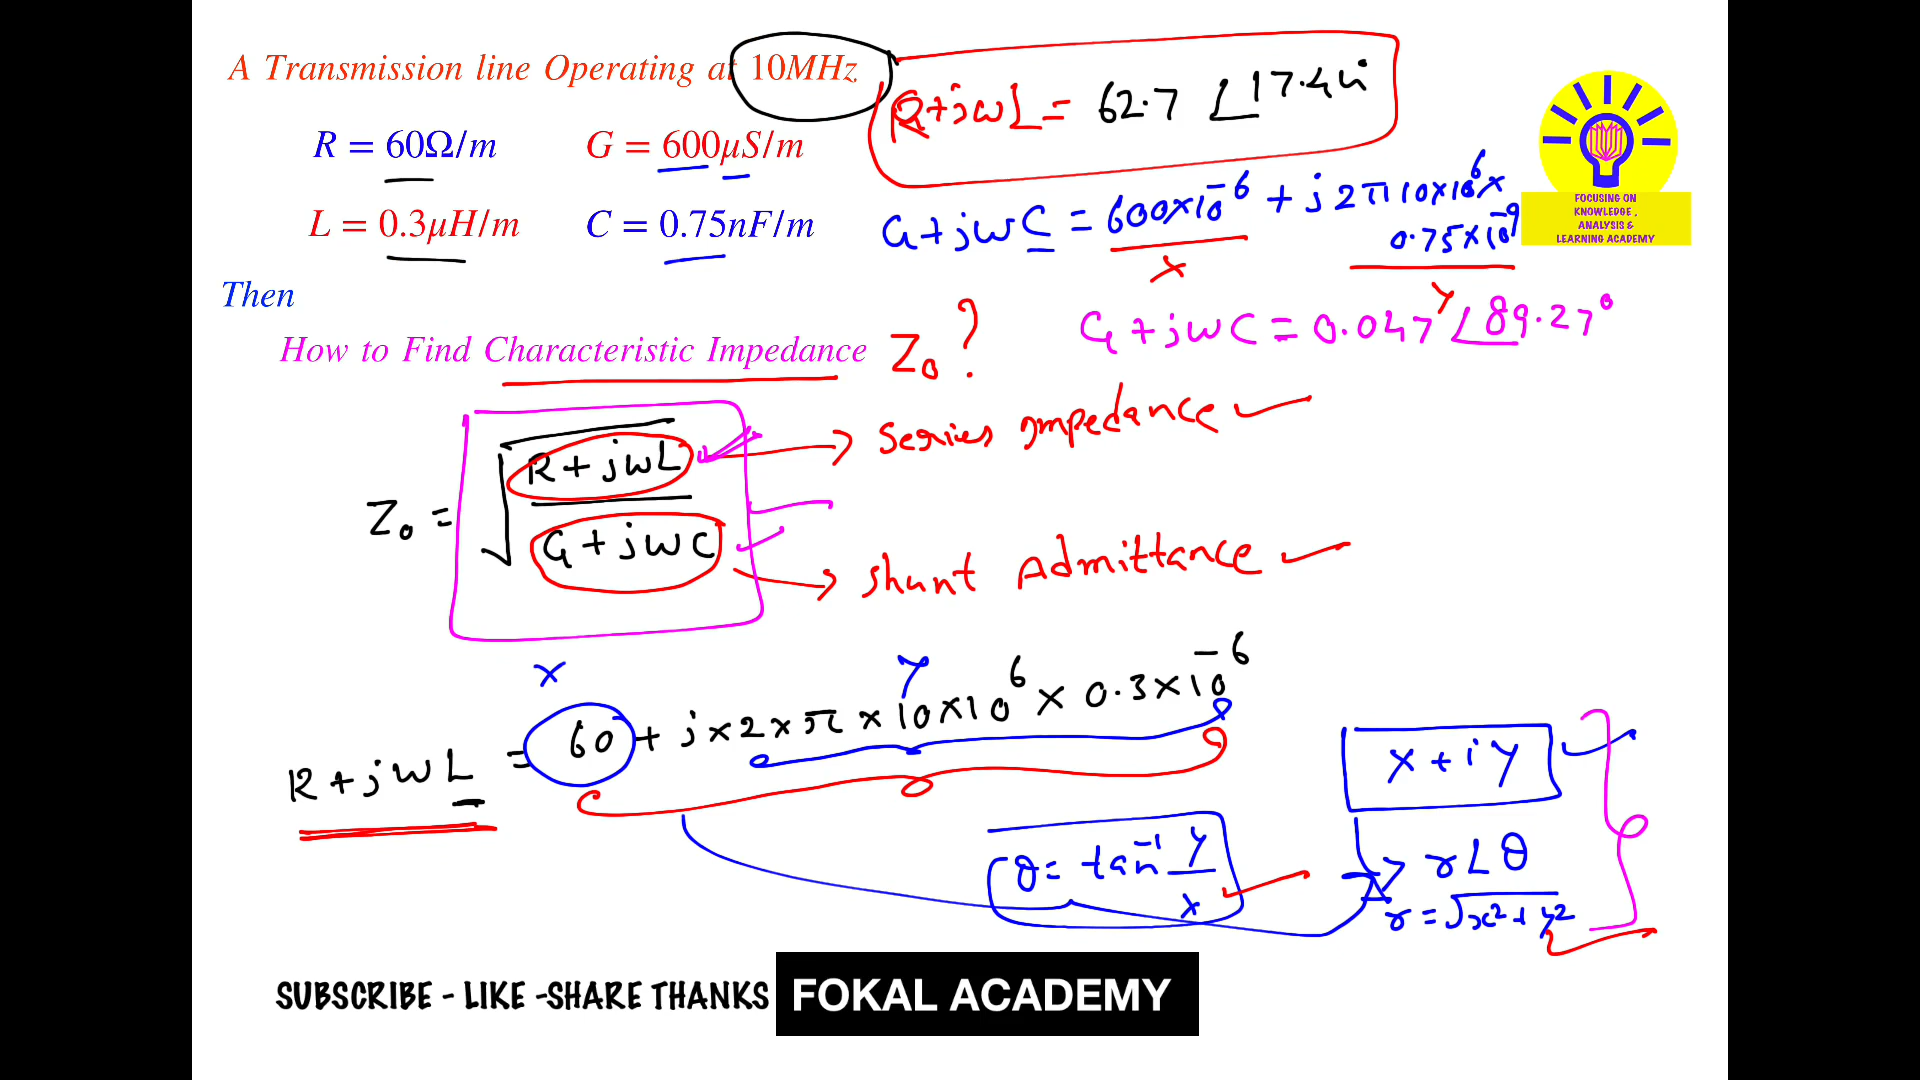 A Transmission line Operating at 10MHz
R+jωL = 62.7 ∠17.44°
R = 60Ω/m
G = 600μS/m
L = 0.3μH/m
C = 0.75nF/m
G+jωC = 600×10⁻⁶ + j2π10×10⁶×
0.75×10⁻⁹
x
y
G+jωC = 0.047 ∠89.27°
FOCUSING ON
KNOWLEDGE ,
ANALYSIS &
LEARNING ACADEMY
Then
How to Find Characteristic Impedance
Z₀ ?
Z₀ = √
R+jωL
G+jωC
→ Series Impedance ✓
→ Shunt Admittance ✓
x
y
R+jωL = 60 + j×2×π×10×10⁶×0.3×10⁻⁶
x+iy
θ = tan⁻¹ y/x
r∠θ
r = √x²+y²
SUBSCRIBE - LIKE -SHARE THANKS
FOKAL ACADEMY